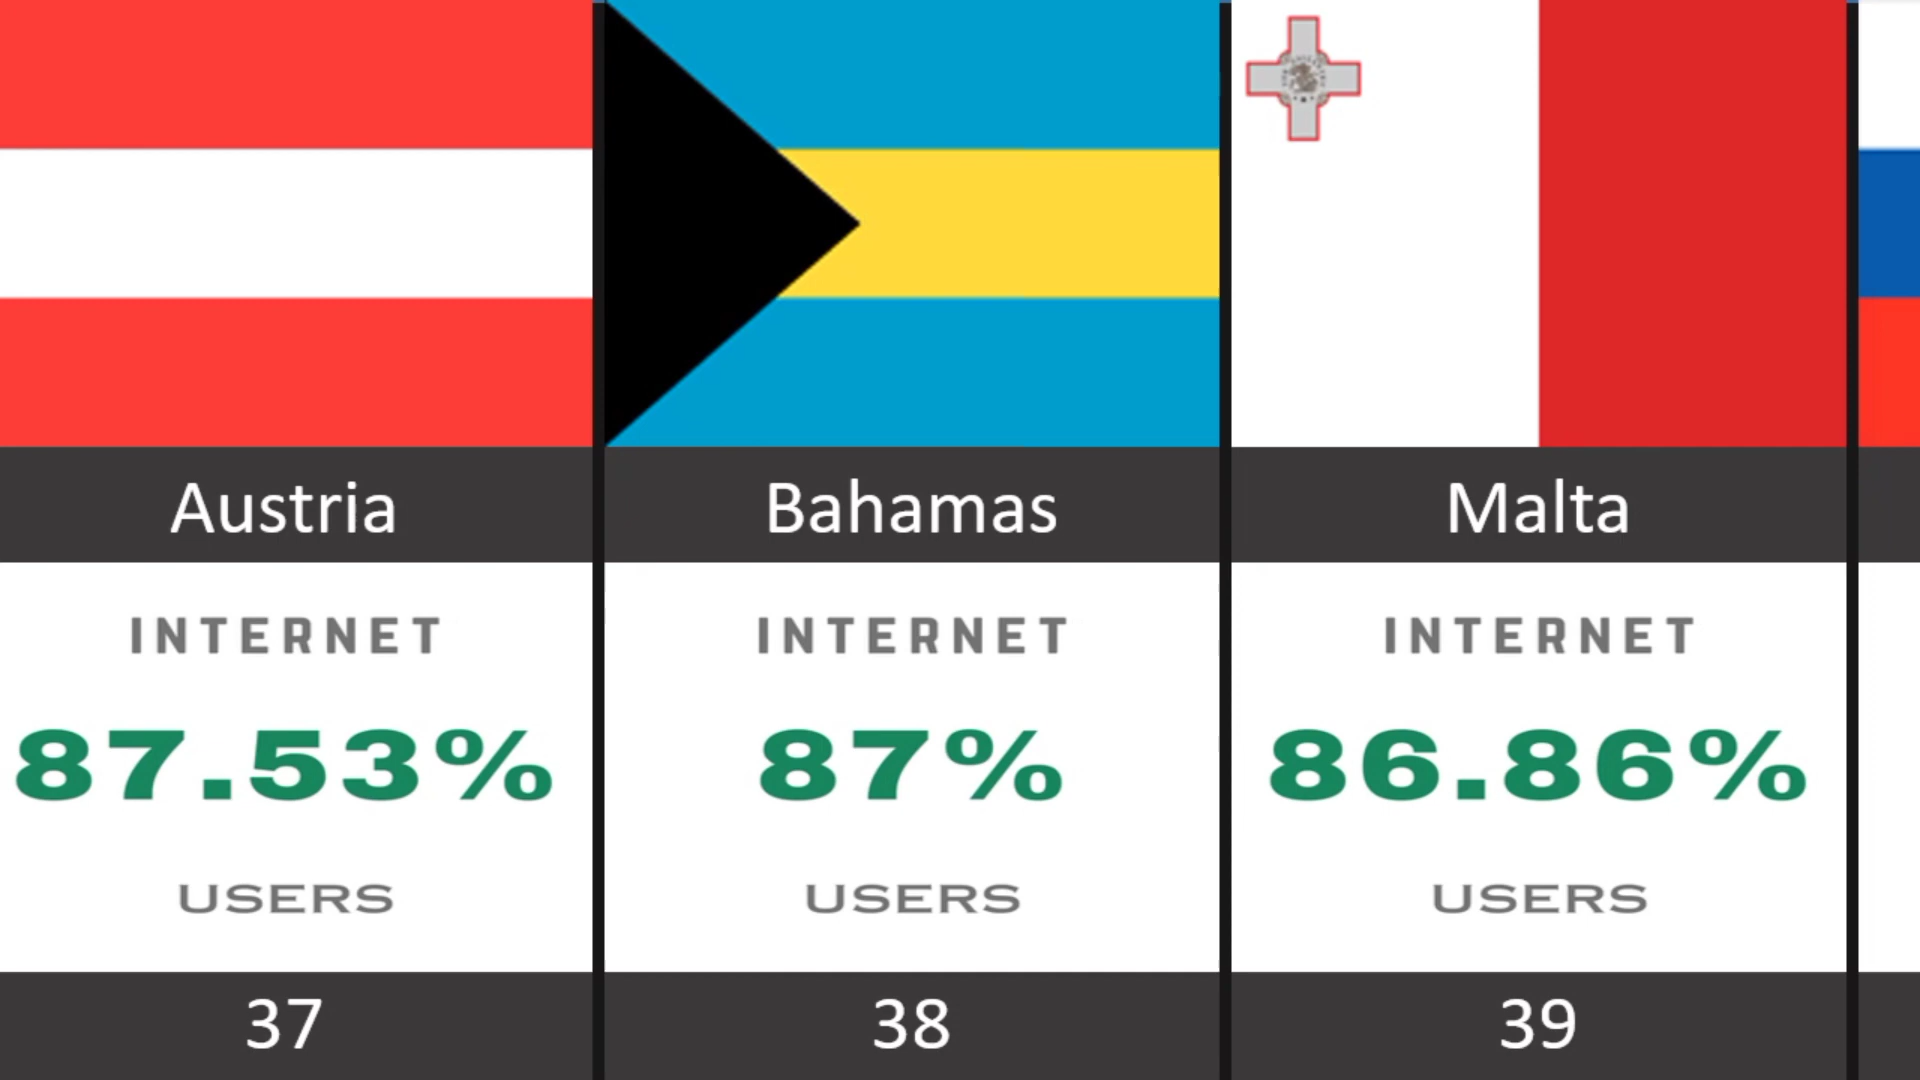 Austria
INTERNET
87.53%
USERS
37
Bahamas
INTERNET
87%
USERS
38
Malta
INTERNET
86.86%
USERS
39